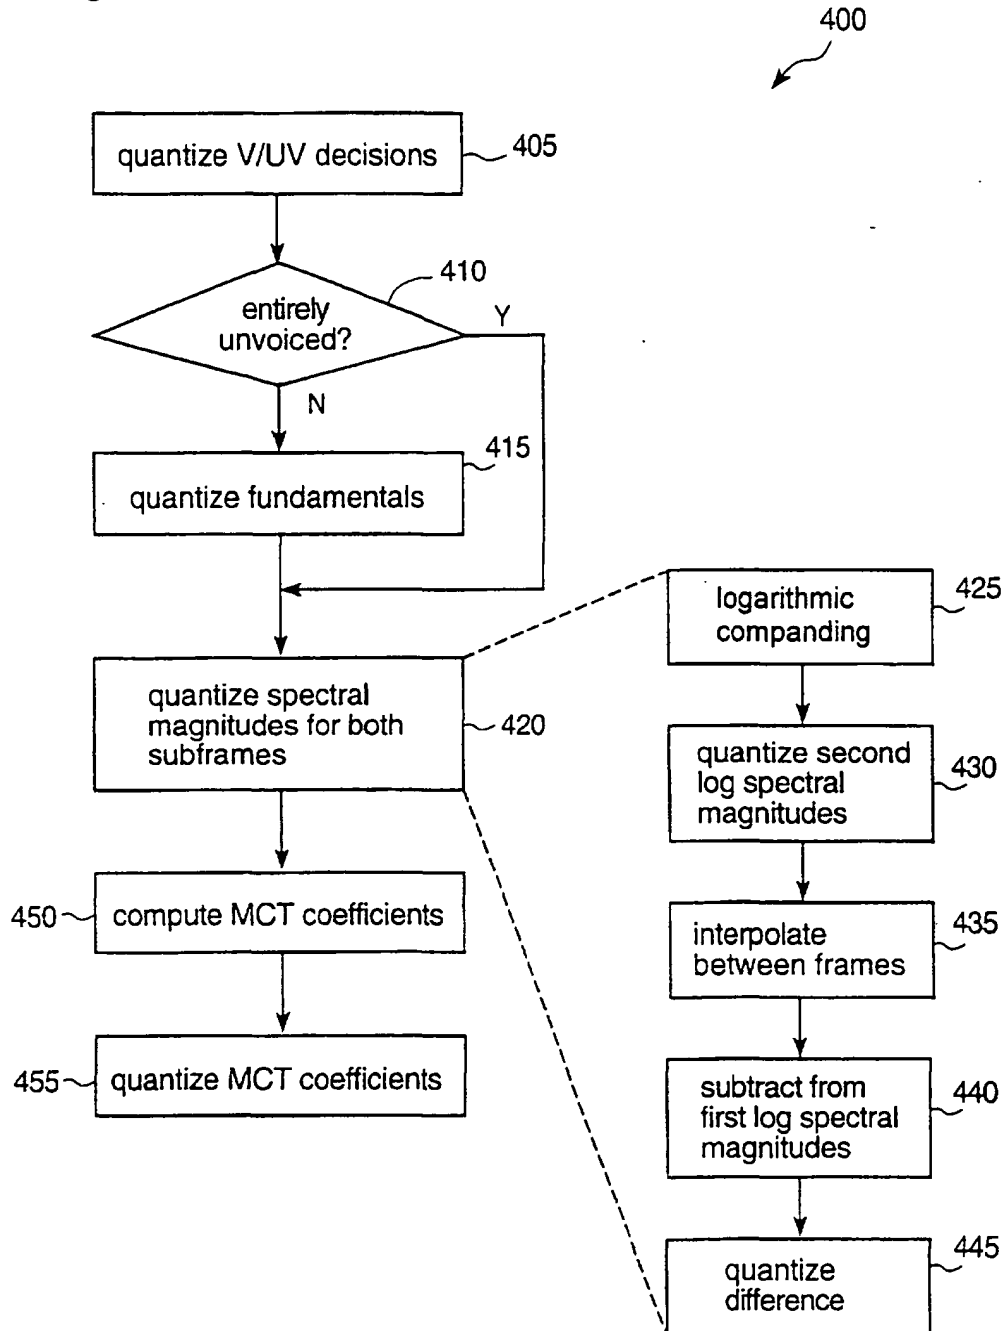 400
quantize V/UV decisions
405
410
entirely
unvoiced?
Y
N
415
quantize fundamentals
quantize spectral
magnitudes for both
subframes
420
450
compute MCT coefficients
455
quantize MCT coefficients
logarithmic
companding
425
quantize second
log spectral
magnitudes
430
interpolate
between frames
435
subtract from
first log spectral
magnitudes
440
quantize
difference
445